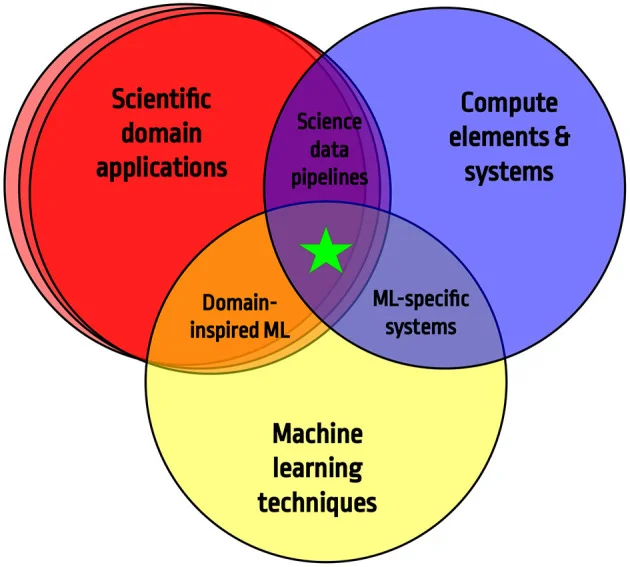 Scientific
domain
applications
Science
data
pipelines
Compute
elements &
systems
Domain-
inspired ML
ML-specific
systems
Machine
learning
techniques